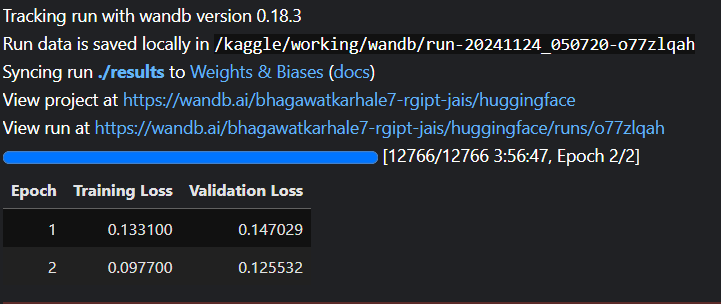 Tracking run with wandb version 0.18.3
Run data is saved locally in /kaggle/working/wandb/run-20241124_050720-o77zlqah
Syncing run ./results to Weights & Biases (docs)
View project at https://wandb.ai/bhagawatkarhale7-rgipt-jais/huggingface
View run at https://wandb.ai/bhagawatkarhale7-rgipt-jais/huggingface/runs/o77zlqah
[12766/12766 3:56:47, Epoch 2/2]
Epoch Training Loss Validation Loss
1 0.133100 0.147029
2 0.097700 0.125532